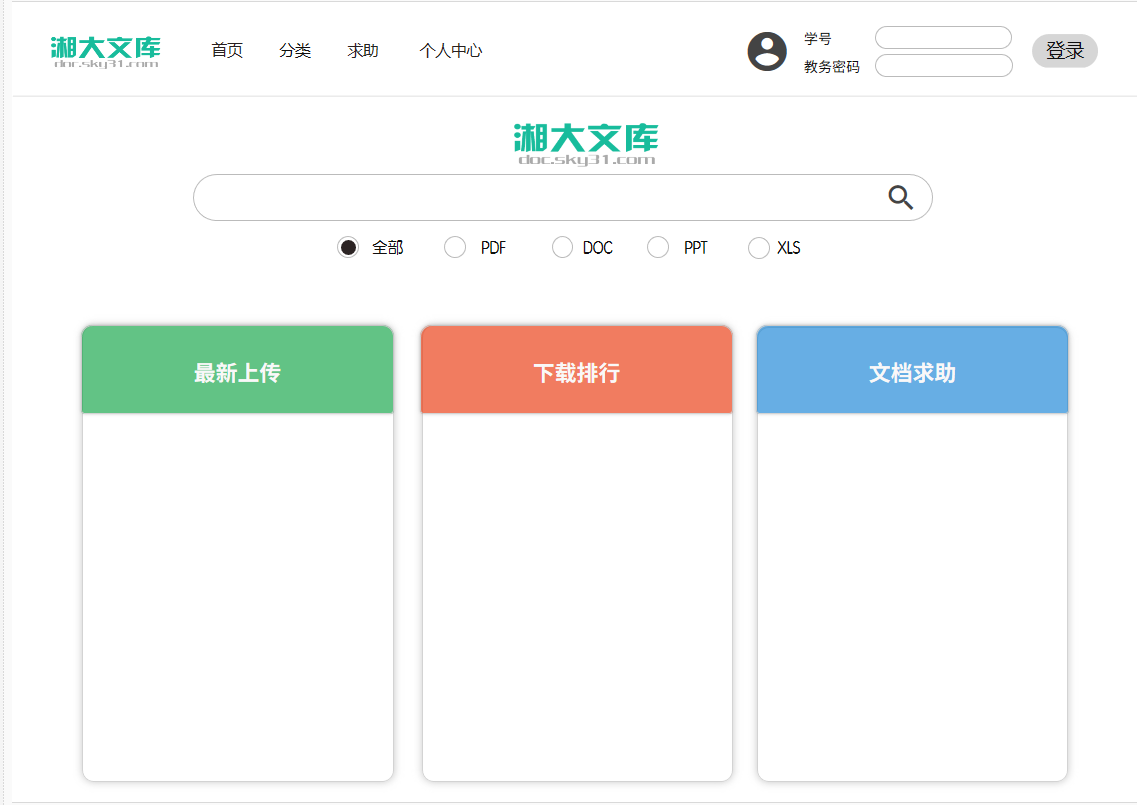 湘大文库
doc.sky31.com
首页 分类 求助 个人中心
学号
教务密码
登录
湘大文库
doc.sky31.com
全部 PDF DOC PPT XLS
最新上传 下载排行 文档求助